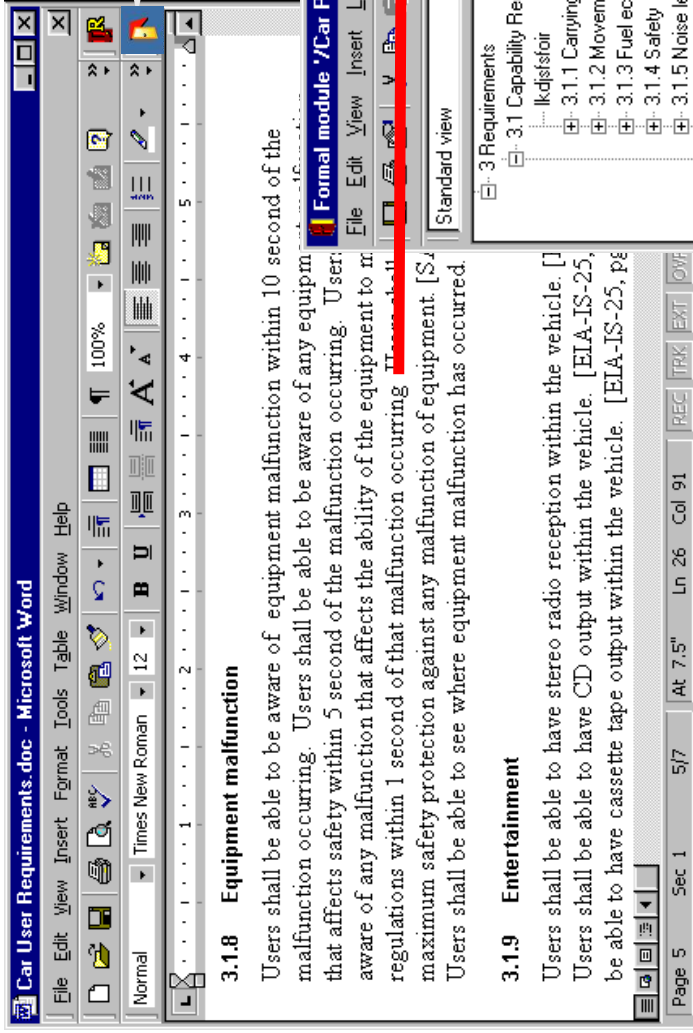 Car User Requirements.doc - Microsoft Word
File Edit View Insert Format Tools Table Window Help
100%
Normal Times New Roman 12 B U A A
1 2 3 4 5
3.1.8 Equipment malfunction
Users shall be able to be aware of equipment malfunction within 10 second of the
malfunction occurring. Users shall be able to be aware of any equipm
that affects safety within 5 second of the malfunction occurring. User
aware of any malfunction that affects the ability of the equipment to m
regulations within 1 second of that malfunction occurring Users shall
maximum safety protection against any malfunction of equipment. [SA
Users shall be able to see where equipment malfunction has occurred.
3.1.9 Entertainment
Users shall be able to have stereo radio reception within the vehicle.
Users shall be able to have CD output within the vehicle. [EIA-IS-25,
be able to have cassette tape output within the vehicle. [EIA-IS-25, pa
Page 5 Sec 1 5/7 At 7.5" Ln 26 Col 91 REC TRK EXT OVR
Formal module '/Car R
File Edit View Insert L
Standard view
3 Requirements
3.1 Capability Re
lkdjsfsfoir
3.1.1 Carrying
3.1.2 Movem
3.1.3 Fuel ec
3.1.4 Safety
3.1.5 Noise le